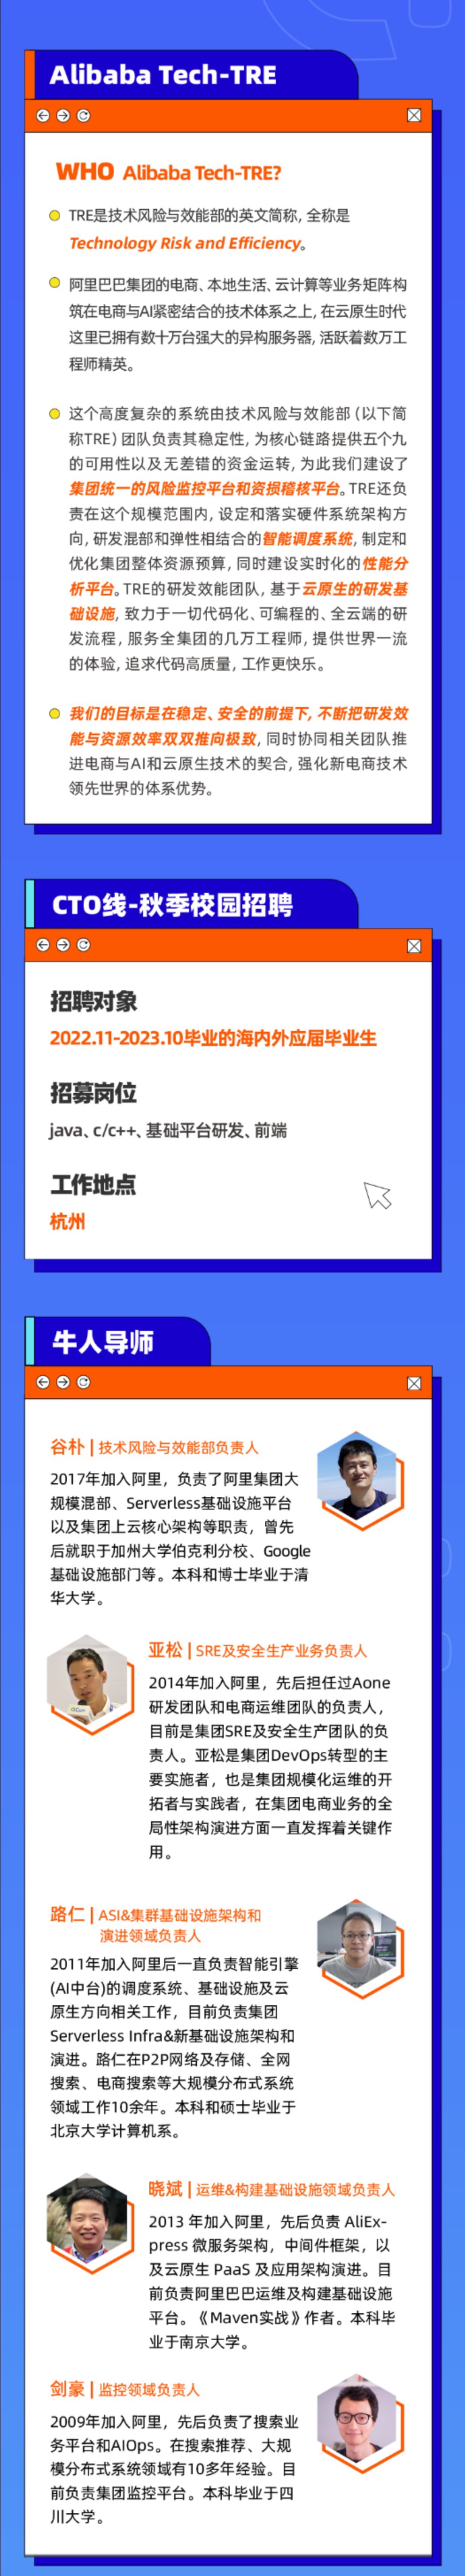 Alibaba Tech-TRE
WHO Alibaba Tech-TRE?
TRE是技术风险与效能部的英文简称, 全称是
Technology Risk and Efficiency。
阿里巴巴集团的电商、本地生活、云计算等业务矩阵构
筑在电商与AI紧密结合的技术体系之上, 在云原生时代
这里已拥有数十万台强大的异构服务器, 活跃着数万工
程师精英。
这个高度复杂的系统由技术风险与效能部 (以下简
称TRE) 团队负责其稳定性, 为核心链路提供五个九
的可用性以及无差错的资金运转, 为此我们建设了
集团统一的风险监控平台和资损稽核平台。TRE还负
责在这个规模范围内, 设定和落实硬件系统架构方
向, 研发混部和弹性相结合的智能调度系统, 制定和
优化集团整体资源预算, 同时建设实时化的性能分
析平台。TRE的研发效能团队, 基于云原生的研发基
础设施, 致力于一切代码化、可编程的、全云端的研
发流程, 服务全集团的几万工程师, 提供世界一流
的体验, 追求代码高质量, 工作更快乐。
我们的目标是在稳定、安全的前提下, 不断把研发效
能与资源效率双双推向极致, 同时协同相关团队推
进电商与AI和云原生技术的契合, 强化新电商技术
领先世界的体系优势。
CTO线-秋季校园招聘
招聘对象
2022.11-2023.10毕业的海内外应届毕业生
招募岗位
java、c/c++、基础平台研发、前端
工作地点
杭州
牛人导师
谷朴 | 技术风险与效能部负责人
2017年加入阿里, 负责了阿里集团大
规模混部、Serverless基础设施平台
以及集团上云核心架构等职责, 曾先
后就职于加州大学伯克利分校、Google
基础设施部门等。本科和博士毕业于清
华大学。
亚松 | SRE及安全生产业务负责人
2014年加入阿里, 先后担任过Aone
研发团队和电商运维团队的负责人,
目前是集团SRE及安全生产团队的负
责人。亚松是集团DevOps转型的主
要实施者, 也是集团规模化运维的开
拓者与实践者, 在集团电商业务的全
局性架构演进方面一直发挥着关键作
用。
路仁 | ASI&集群基础设施架构和
演进领域负责人
2011年加入阿里后一直负责智能引擎
(AI中台)的调度系统、基础设施及云
原生方向相关工作, 目前负责集团
Serverless Infra&新基础设施架构和
演进。路仁在P2P网络及存储、全网
搜索、电商搜索等大规模分布式系统
领域工作10余年。本科和硕士毕业于
北京大学计算机系。
晓斌 | 运维&构建基础设施领域负责人
2013 年加入阿里, 先后负责 AliEx-
press 微服务架构, 中间件框架, 以
及云原生 PaaS 及应用架构演进。目
前负责阿里巴巴运维及构建基础设施
平台。《Maven实战》作者。本科毕
业于南京大学。
剑豪 | 监控领域负责人
2009年加入阿里, 先后负责了搜索业
务平台和AIOps。在搜索推荐、大规
模分布式系统领域有10多年经验。目
前负责集团监控平台。本科毕业于四
川大学。